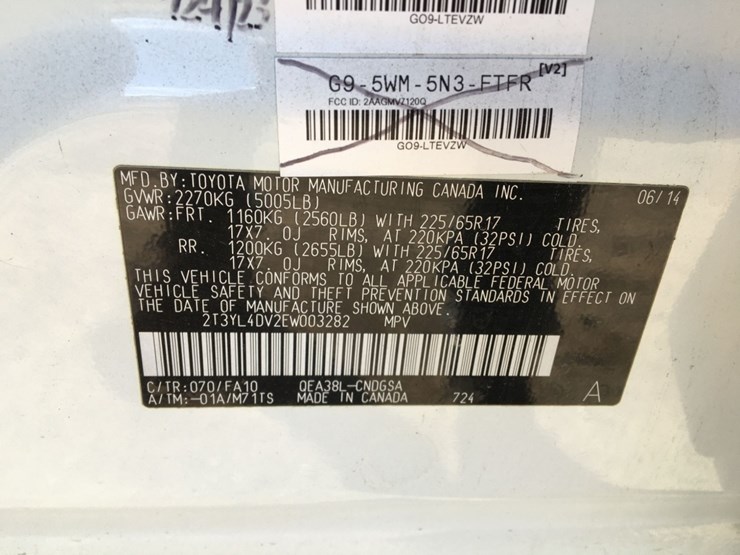 GO9-LTEVZW
G9-5WM-5N3-FTFR [V2]
FCC ID: 2AAGMVZ120Q
GO9-LTEVZW
MFD.BY:TOYOTA MOTOR MANUFACTURING CANADA INC. 06/14
GVWR:2270KG (5005LB)
GAWR:FRT. 1160KG (2560LB) WITH 225/65R17 TIRES,
17X7. 0J RIMS, AT 220KPA (32PSI) COLD.
RR. 1200KG (2655LB) WITH 225/65R17 TIRES,
17X7. 0J RIMS, AT 220KPA (32PSI) COLD.
THIS VEHICLE CONFORMS TO ALL APPLICABLE FEDERAL MOTOR
VEHICLE SAFETY AND THEFT PREVENTION STANDARDS IN EFFECT ON
THE DATE OF MANUFACTURE SHOWN ABOVE.
2T3YL4DV2EW003282 MPV
C/TR:070/FA10 QEA38L-CNDGSA
A/TM:-01A/M71TS MADE IN CANADA 724 A